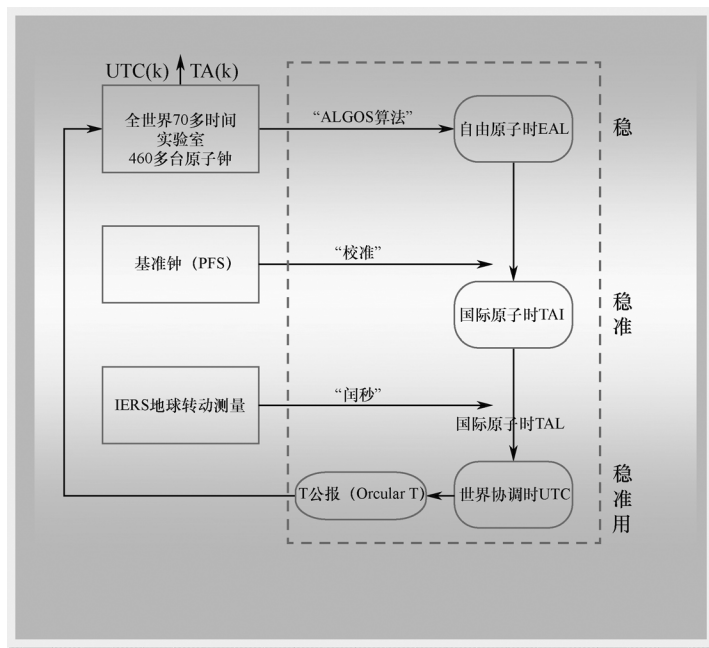 UTC(k) TA(k)
全世界70多时间
实验室
460多台原子钟
“ALGOS算法”
自由原子时EAL
稳
基准钟（PFS）
“校准”
国际原子时TAI
稳
准
IERS地球转动测量
“闰秒”
国际原子时TAL
T公报（Orcular T）
世界协调时UTC
稳
准
用